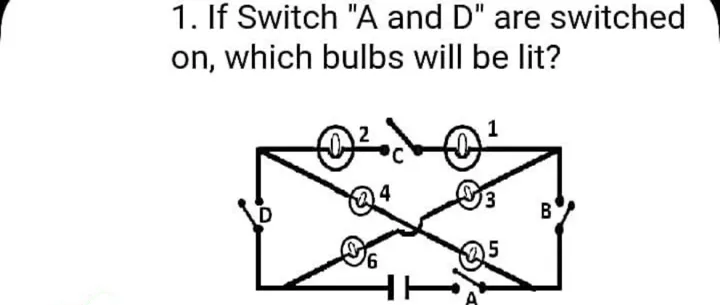 1. If Switch "A and D" are switched
on, which bulbs will be lit?
2 1
C
4 3
D B
6 5
A